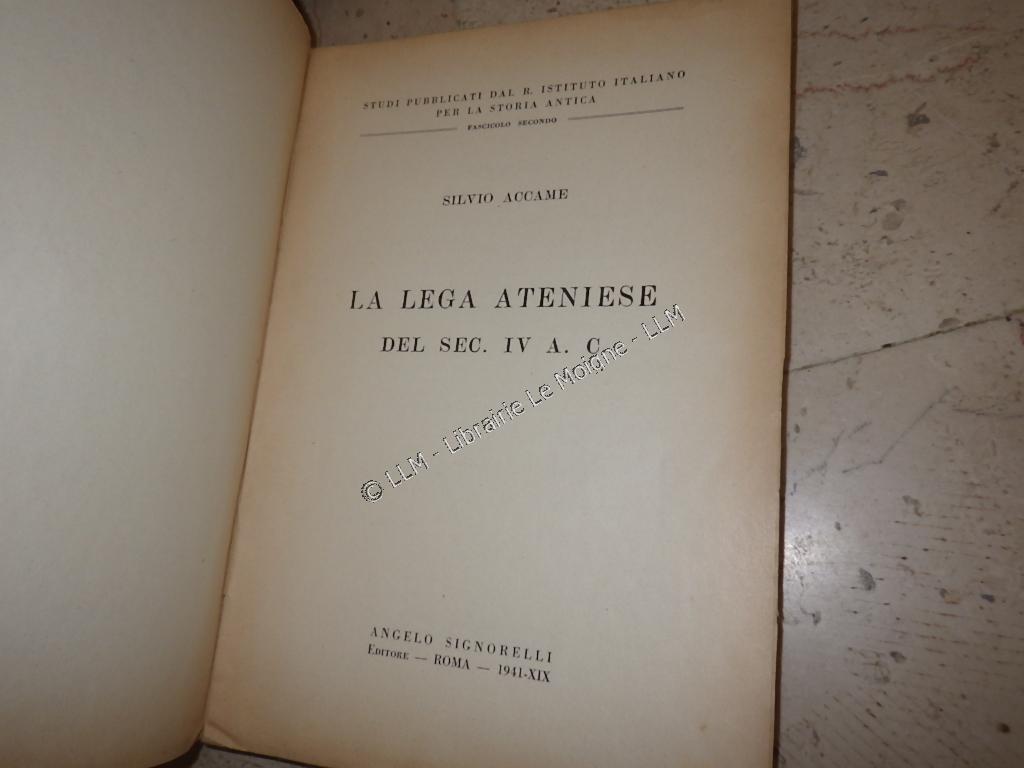 STUDI PUBBLICATI DAL R. ISTITUTO ITALIANO
PER LA STORIA ANTICA
FASCICOLO SECONDO
SILVIO ACCAME
LA LEGA ATENIESE
DEL SEC. IV A. C.
© LLM - Librairie Le Moigne - LLM
ANGELO SIGNORELLI
EDITORE — ROMA — 1941-XIX